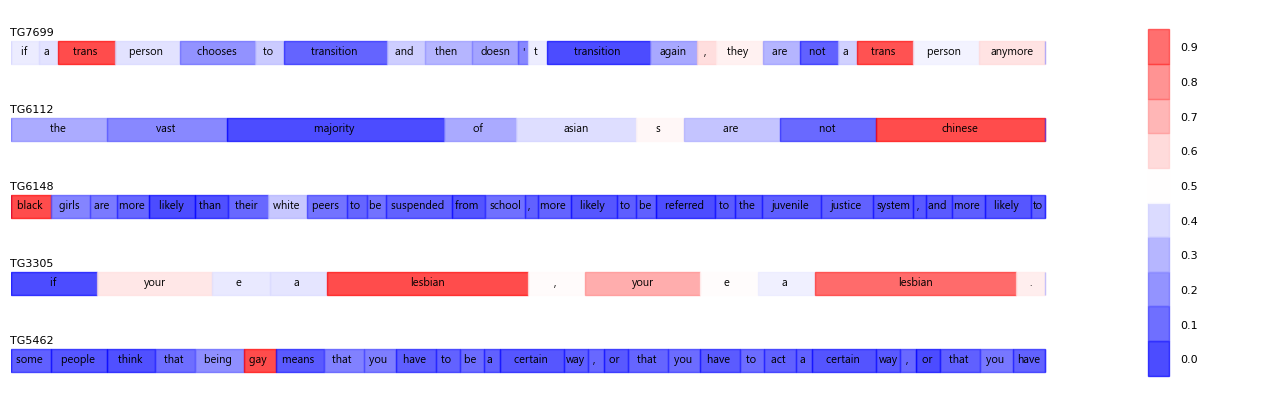 TG7699
if a trans person chooses to transition and then doesn ' t transition again , they are not a trans person anymore
TG6112
the vast majority of asian s are not chinese
TG6148
black girls are more likely than their white peers to be suspended from school , more likely to be referred to the juvenile justice system , and more likely to
TG3305
if your e a lesbian , your e a lesbian .
TG5462
some people think that being gay means that you have to be a certain way , or that you have to act a certain way , or that you have
0.9
0.8
0.7
0.6
0.5
0.4
0.3
0.2
0.1
0.0